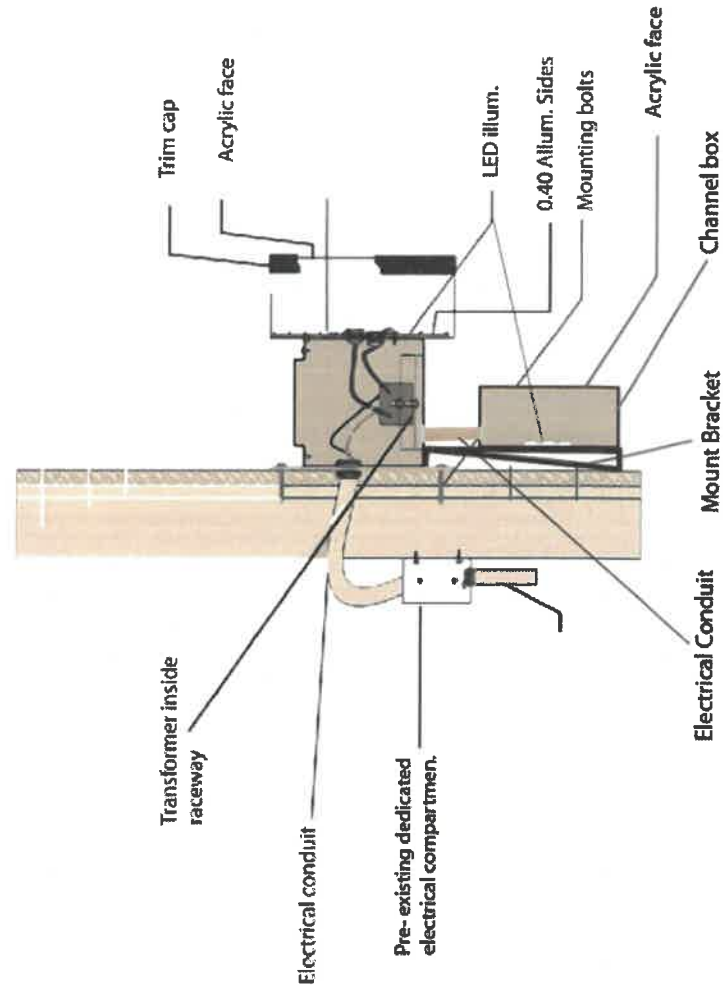 Trim cap
Acrylic face
Transformer inside
raceway
Electrical conduit
Pre- existing dedicated
electrical compartmen.
LED illum.
0.40 Allum. Sides
Mounting bolts
Acrylic face
Channel box
Mount Bracket
Electrical Conduit